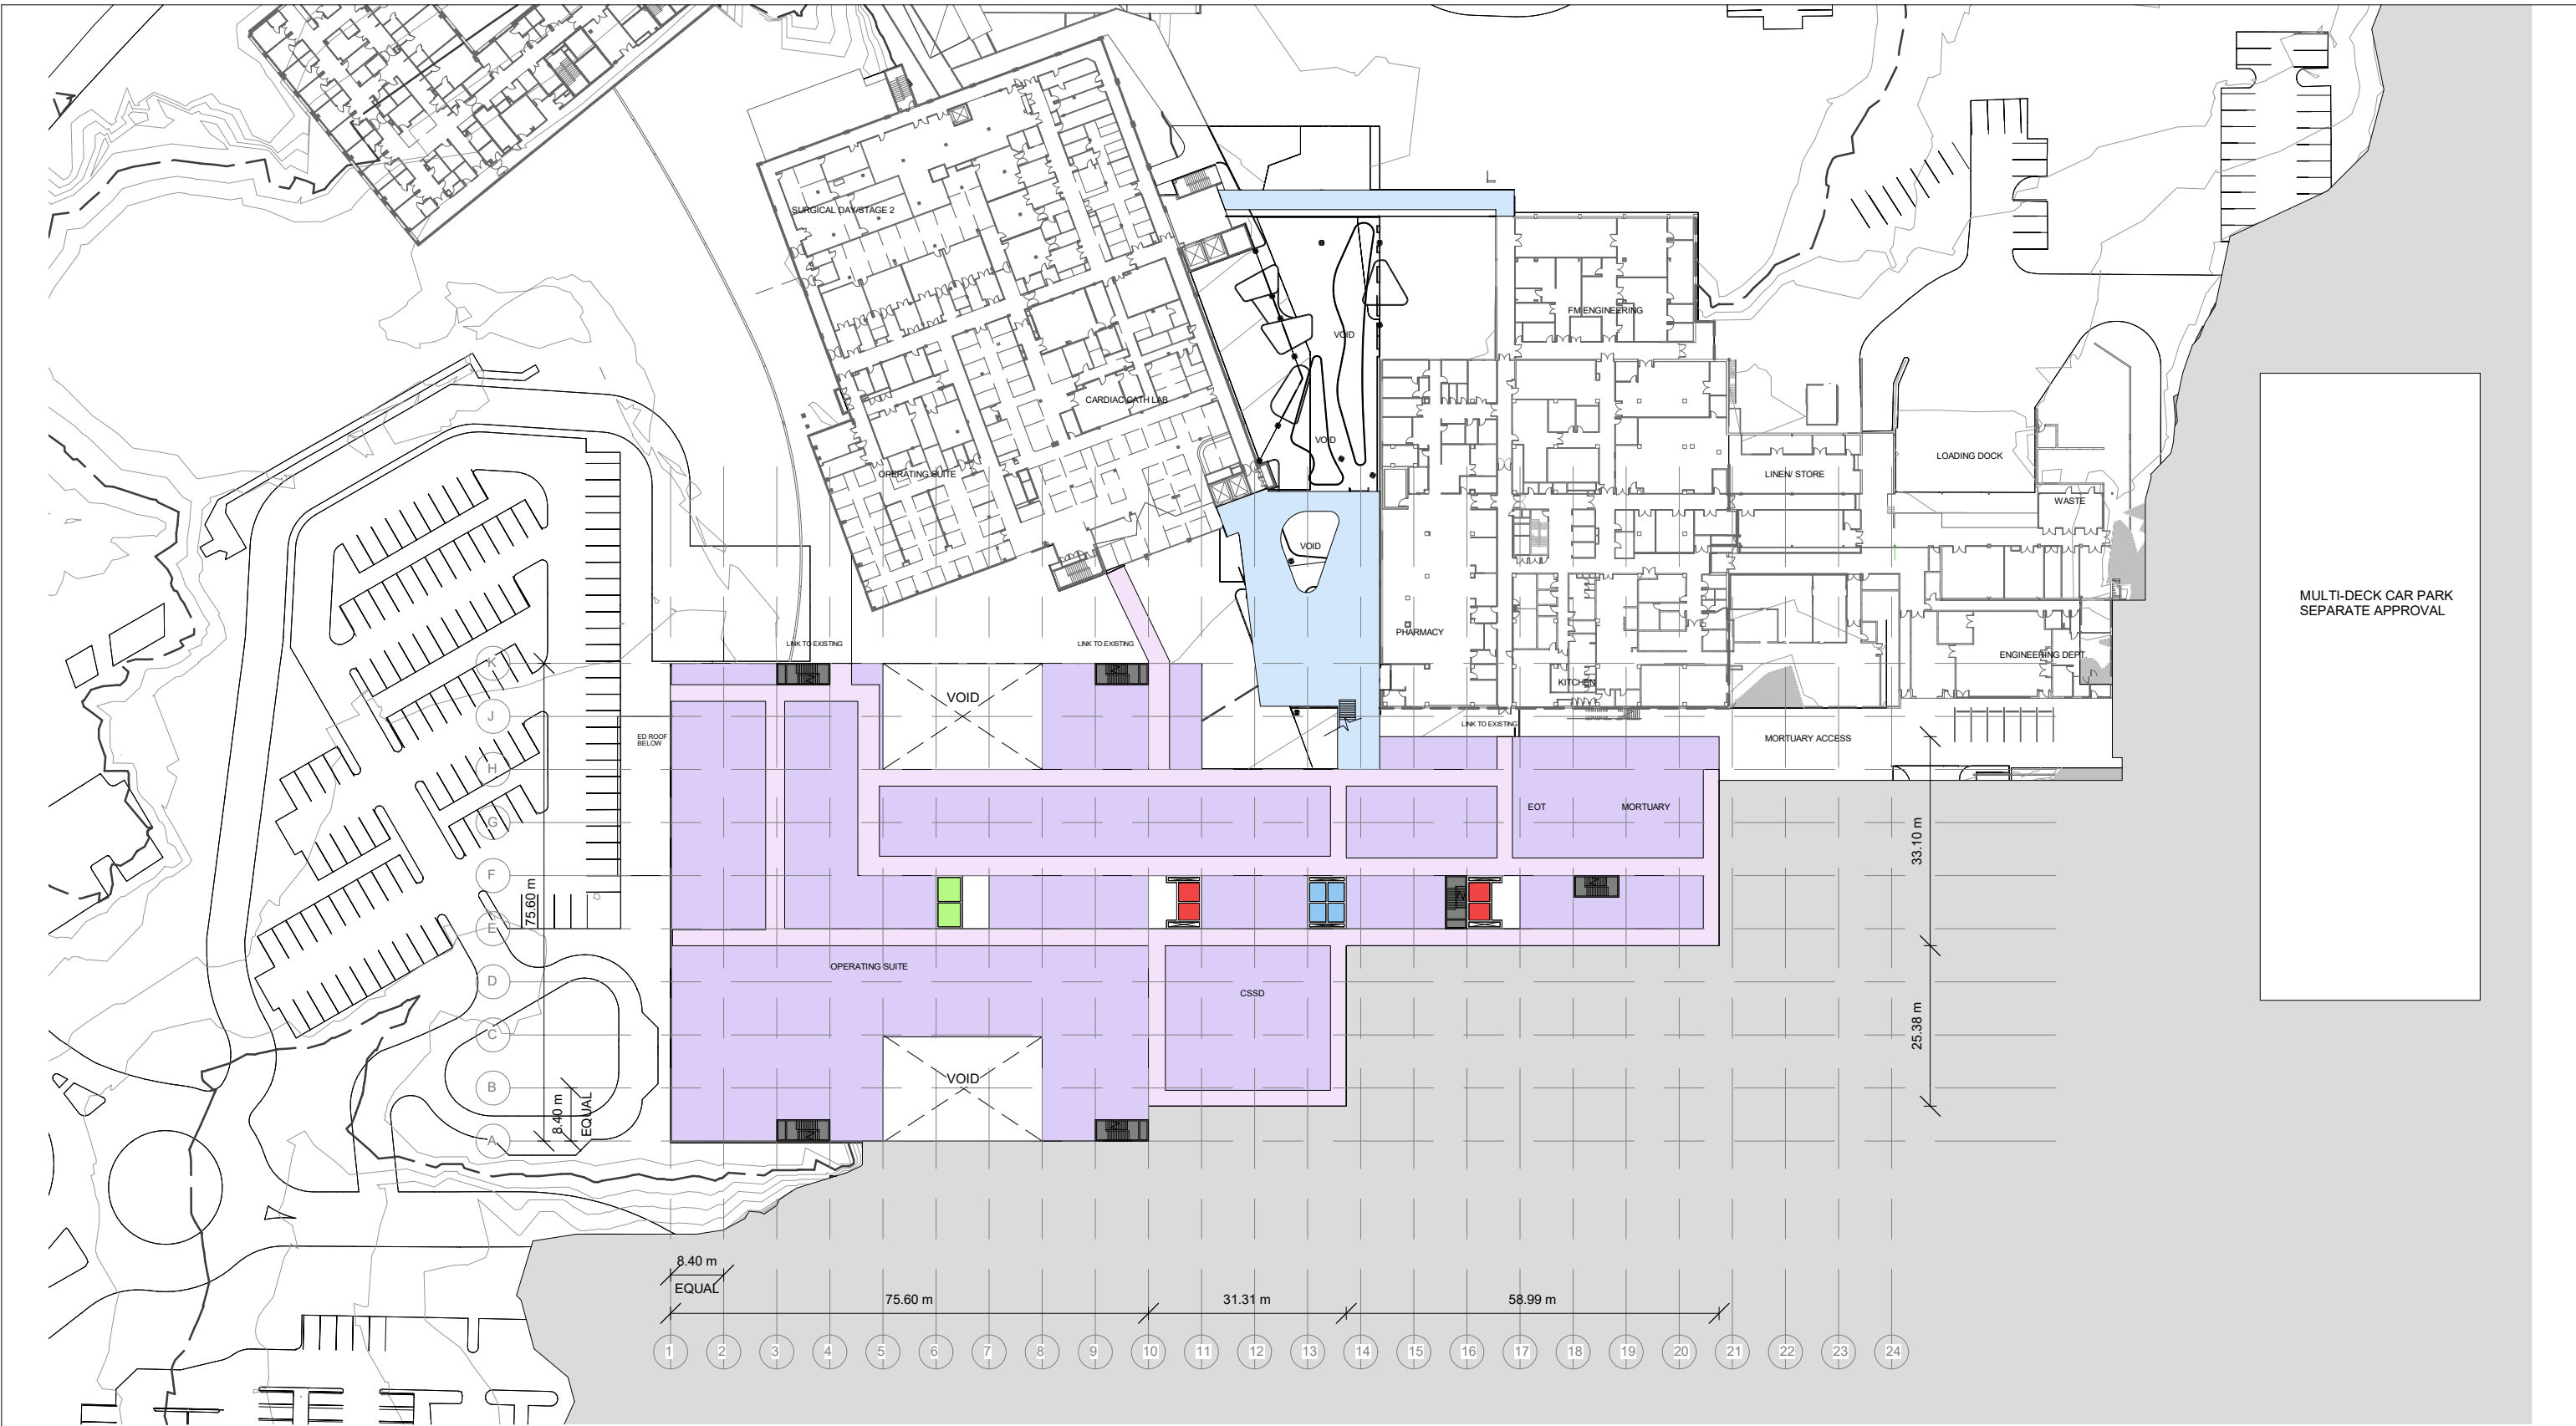 SURGICAL DAY/STAGE 2
VOID
FM ENGINEERING
CARDIAC CATH LAB
VOID
OPERATING SUITE
LINEN/ STORE
LOADING DOCK
WASTE
VOID
MULTI-DECK CAR PARK
SEPARATE APPROVAL
PHARMACY
LINK TO EXISTING
LINK TO EXISTING
ENGINEERING DEPT.
KITCHEN
K
VOID
J
LINK TO EXISTING
ED ROOF
BELOW
MORTUARY ACCESS
H
EOT
MORTUARY
G
33.10 m
F
75.60 m
E
OPERATING SUITE
D
CSSD
C
25.38 m
VOID
B
8.40 m
EQUAL
A
8.40 m
EQUAL
75.60 m
31.31 m
58.99 m
1
2
3
4
5
6
7
8
9
10
11
12
13
14
15
16
17
18
19
20
21
22
23
24